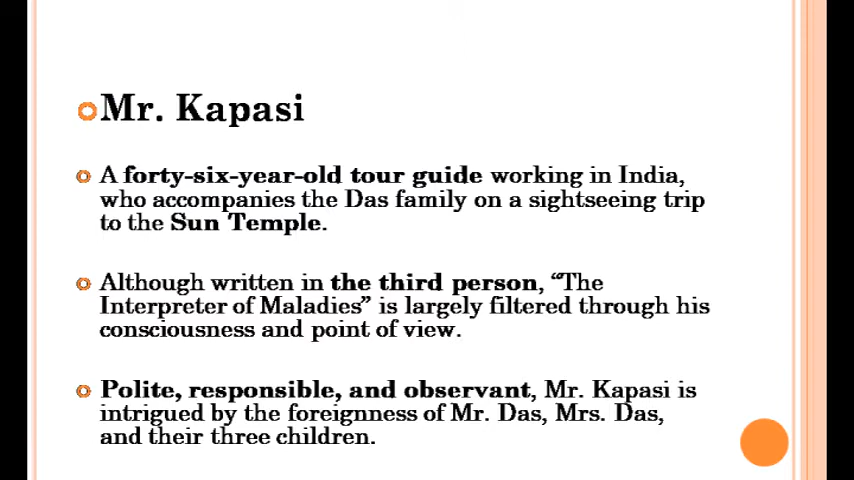 Mr. Kapasi
A forty-six-year-old tour guide working in India,
who accompanies the Das family on a sightseeing trip
to the Sun Temple.
Although written in the third person, “The
Interpreter of Maladies” is largely filtered through his
consciousness and point of view.
Polite, responsible, and observant, Mr. Kapasi is
intrigued by the foreignness of Mr. Das, Mrs. Das,
and their three children.